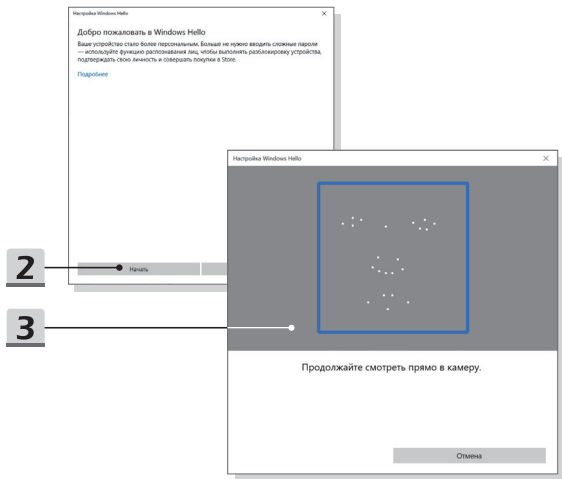 Настройка Windows Hello
Добро пожаловать в Windows Hello
Ваше устройство стало более персональным. Больше не нужно вводить сложные пароли
— используйте функцию распознавания лиц, чтобы выполнять разблокировку устройства,
подтверждать свою личность и совершать покупки в Store.
Подробнее
2
Начать
Настройка Windows Hello
3
Продолжайте смотреть прямо в камеру.
Отмена